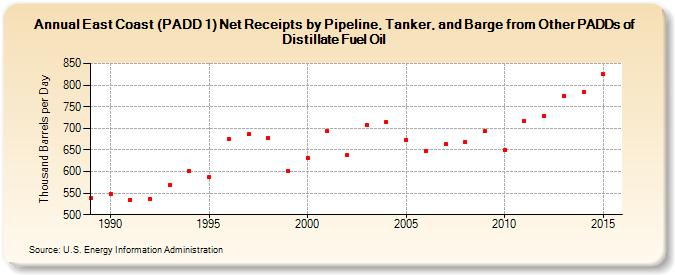 Annual East Coast (PADD 1) Net Receipts by Pipeline, Tanker, and Barge from Other PADDs of
Distillate Fuel Oil
Thousand Barrels per Day
850
800
750
700
650
600
550
500
1990 1995 2000 2005 2010 2015
Source: U.S. Energy Information Administration